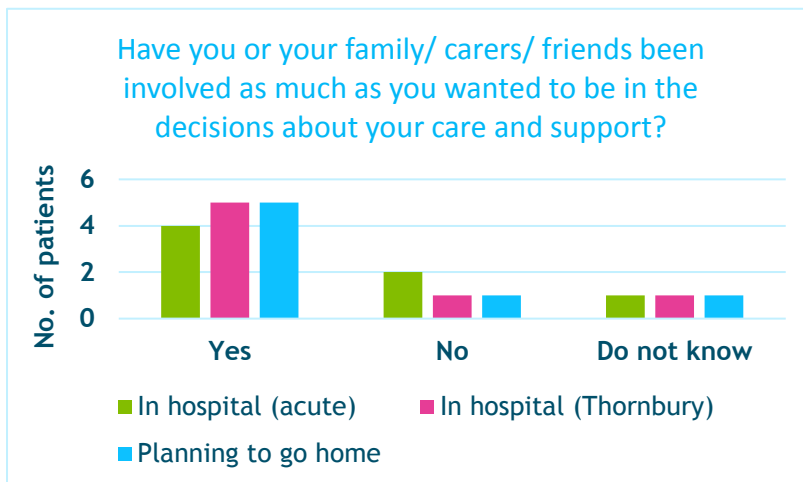 Have you or your family/ carers/ friends been
involved as much as you wanted to be in the
decisions about your care and support?
No. of patients
6
4
2
0
Yes No Do not know
In hospital (acute) In hospital (Thornbury)
Planning to go home